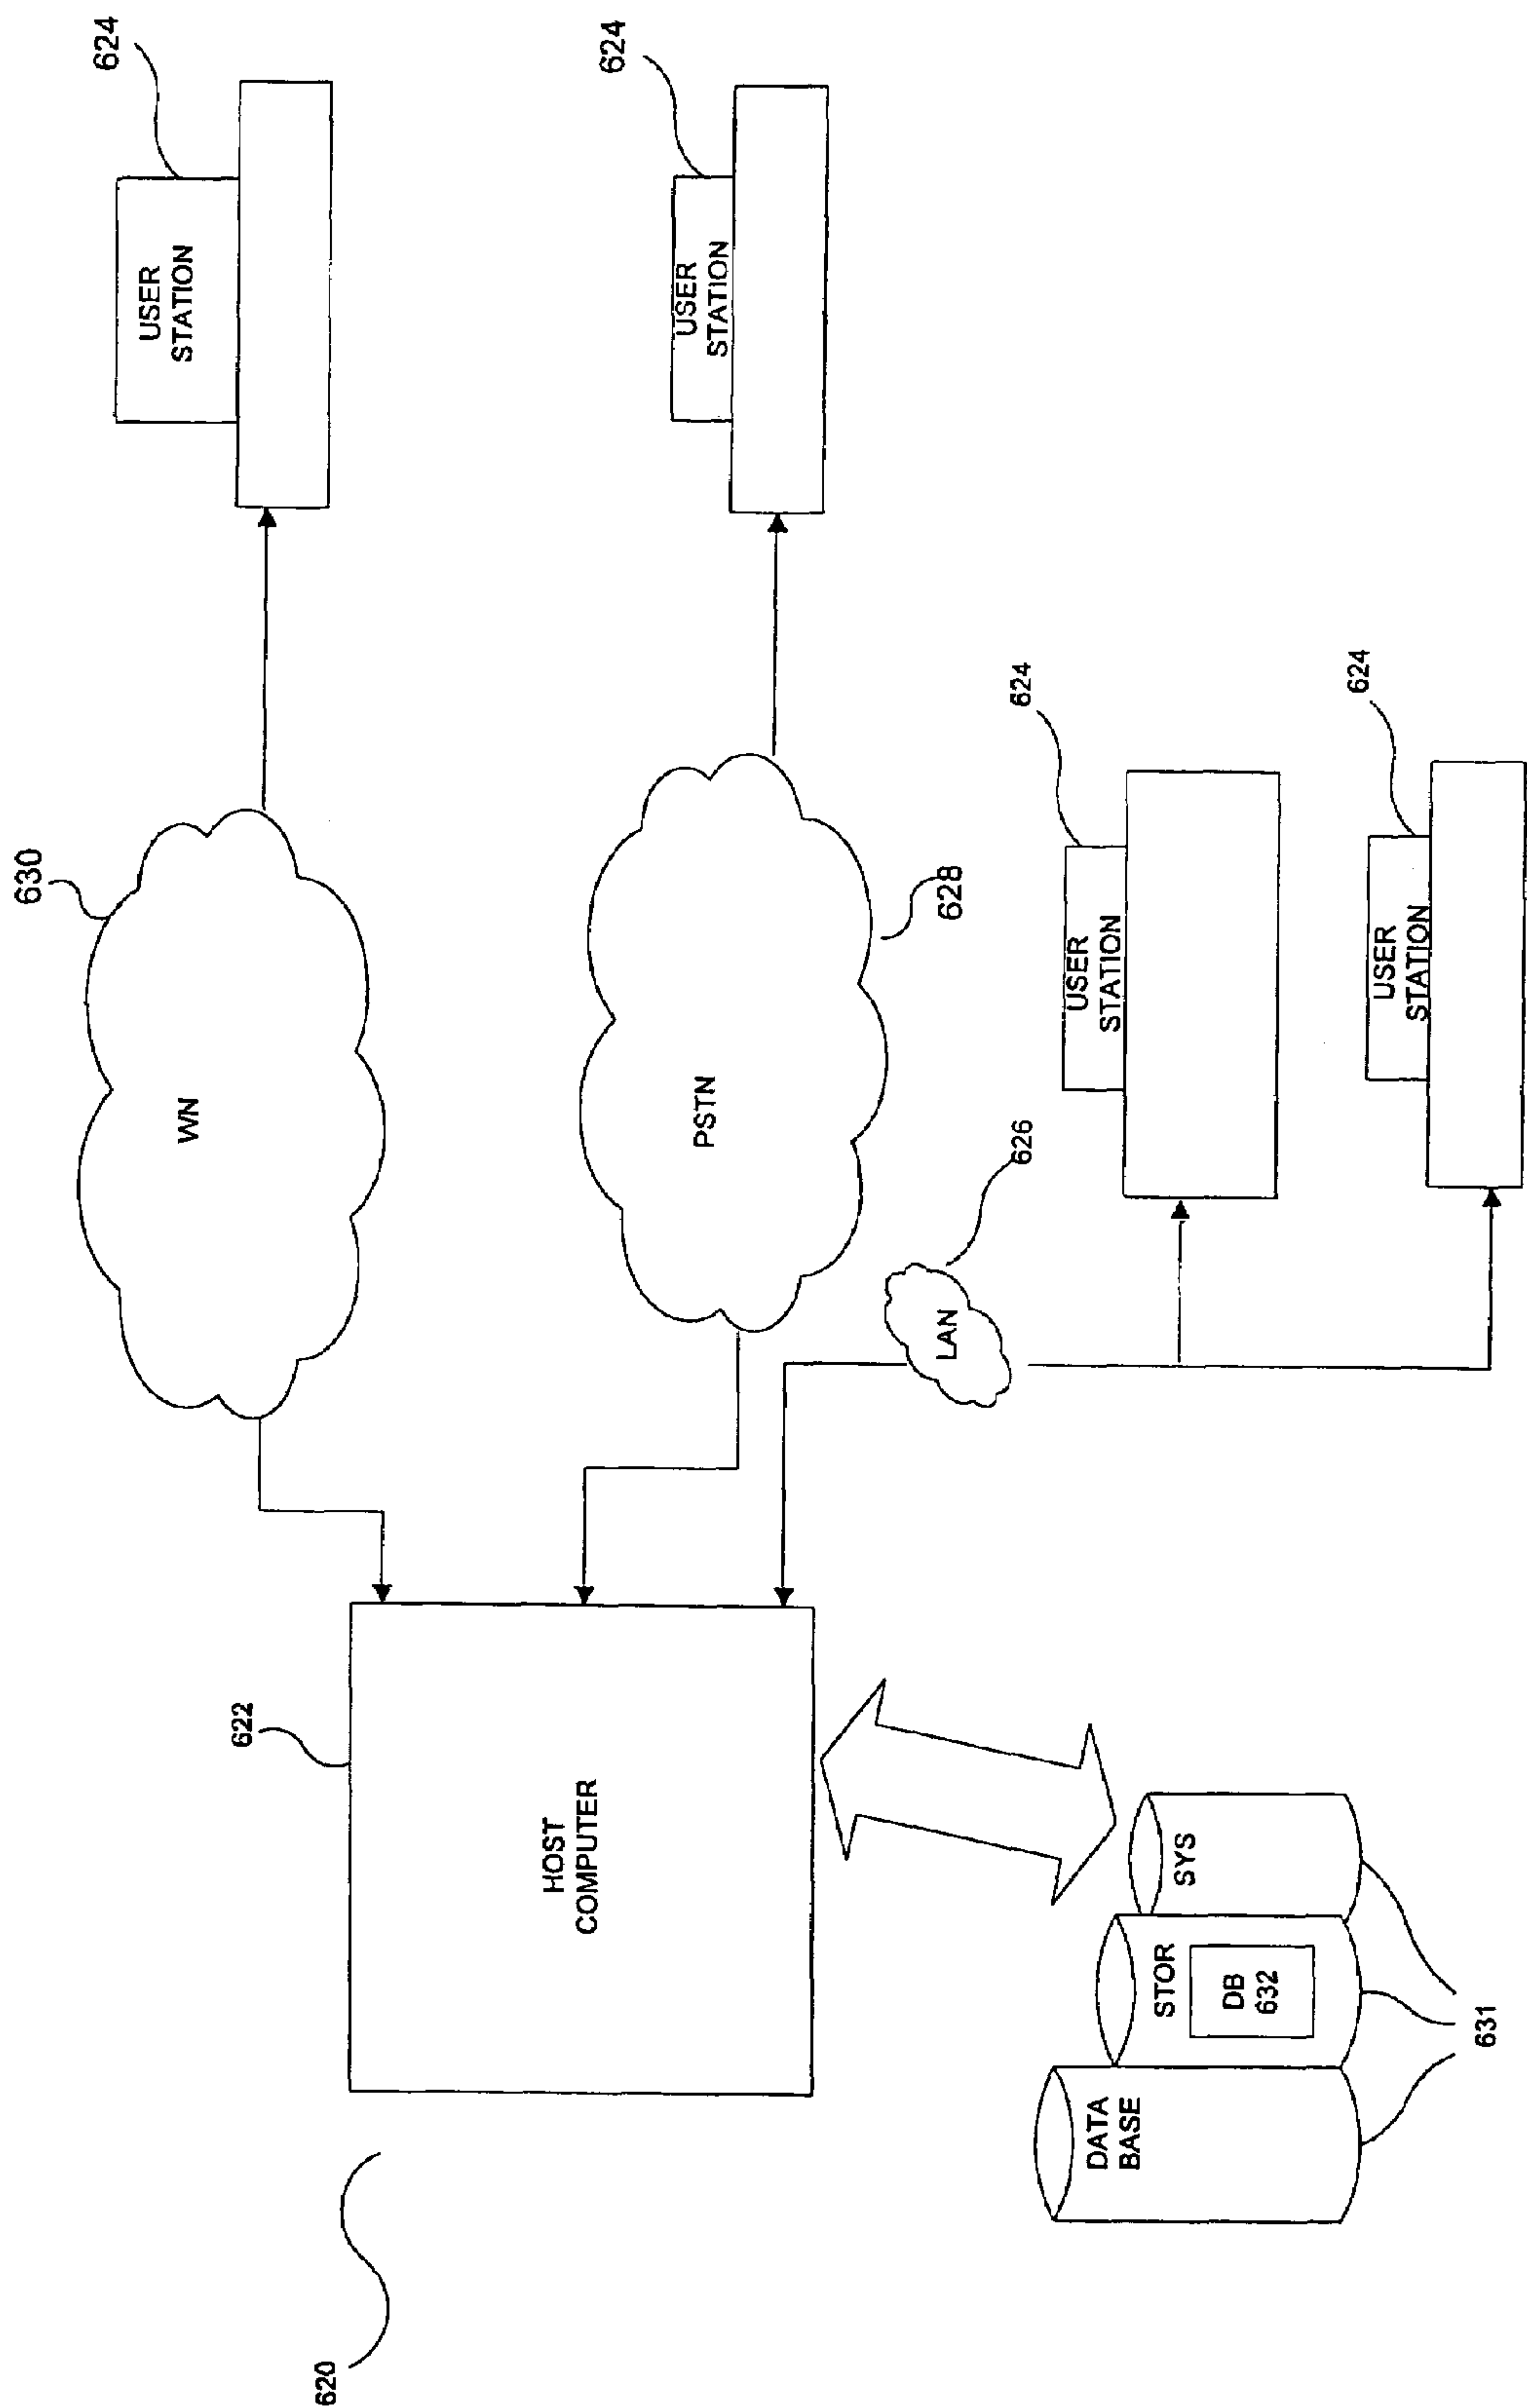 620
622
HOST
COMPUTER
DATA
BASE
STOR
DB
632
SYS
631
630
WN
628
PSTN
626
LAN
624
USER
STATION
624
USER
STATION
624
USER
STATION
624
USER
STATION